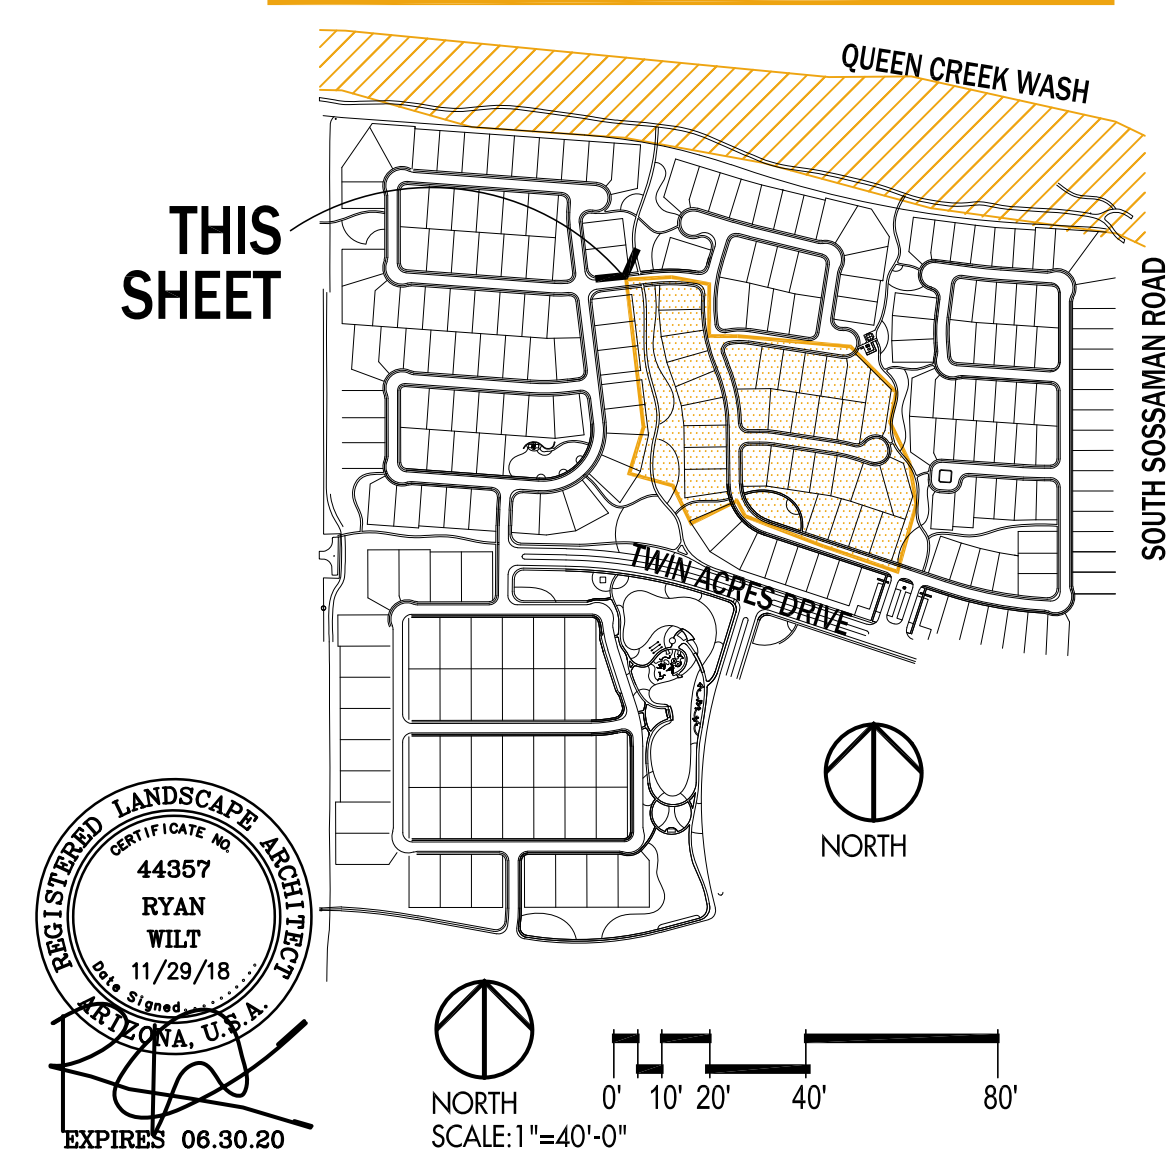 QUEEN CREEK WASH
THIS
SHEET
SOUTH SOSSAMAN ROAD
TWIN ACRES DRIVE
NORTH
REGISTERED LANDSCAPE ARCHITECT
CERTIFICATE NO.
44357
RYAN
WILT
11/29/18
Date Signed
ARIZONA, U.S.A.
EXPIRES 06.30.20
NORTH
SCALE:1"=40'-0"
0' 10' 20' 40' 80'